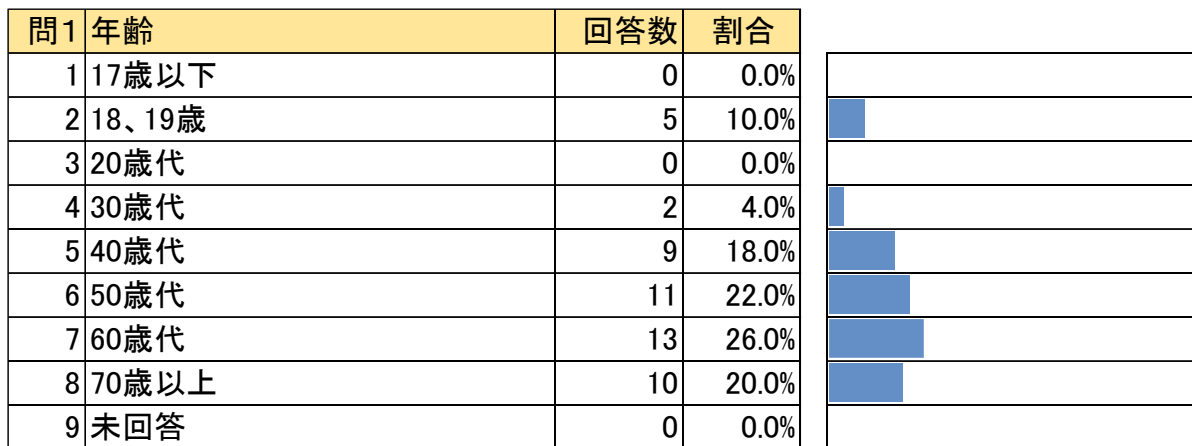 問1 年齢 回答数 割合
1 17歳以下 0 0.0%
2 18、19歳 5 10.0%
3 20歳代 0 0.0%
4 30歳代 2 4.0%
5 40歳代 9 18.0%
6 50歳代 11 22.0%
7 60歳代 13 26.0%
8 70歳以上 10 20.0%
9 未回答 0 0.0%